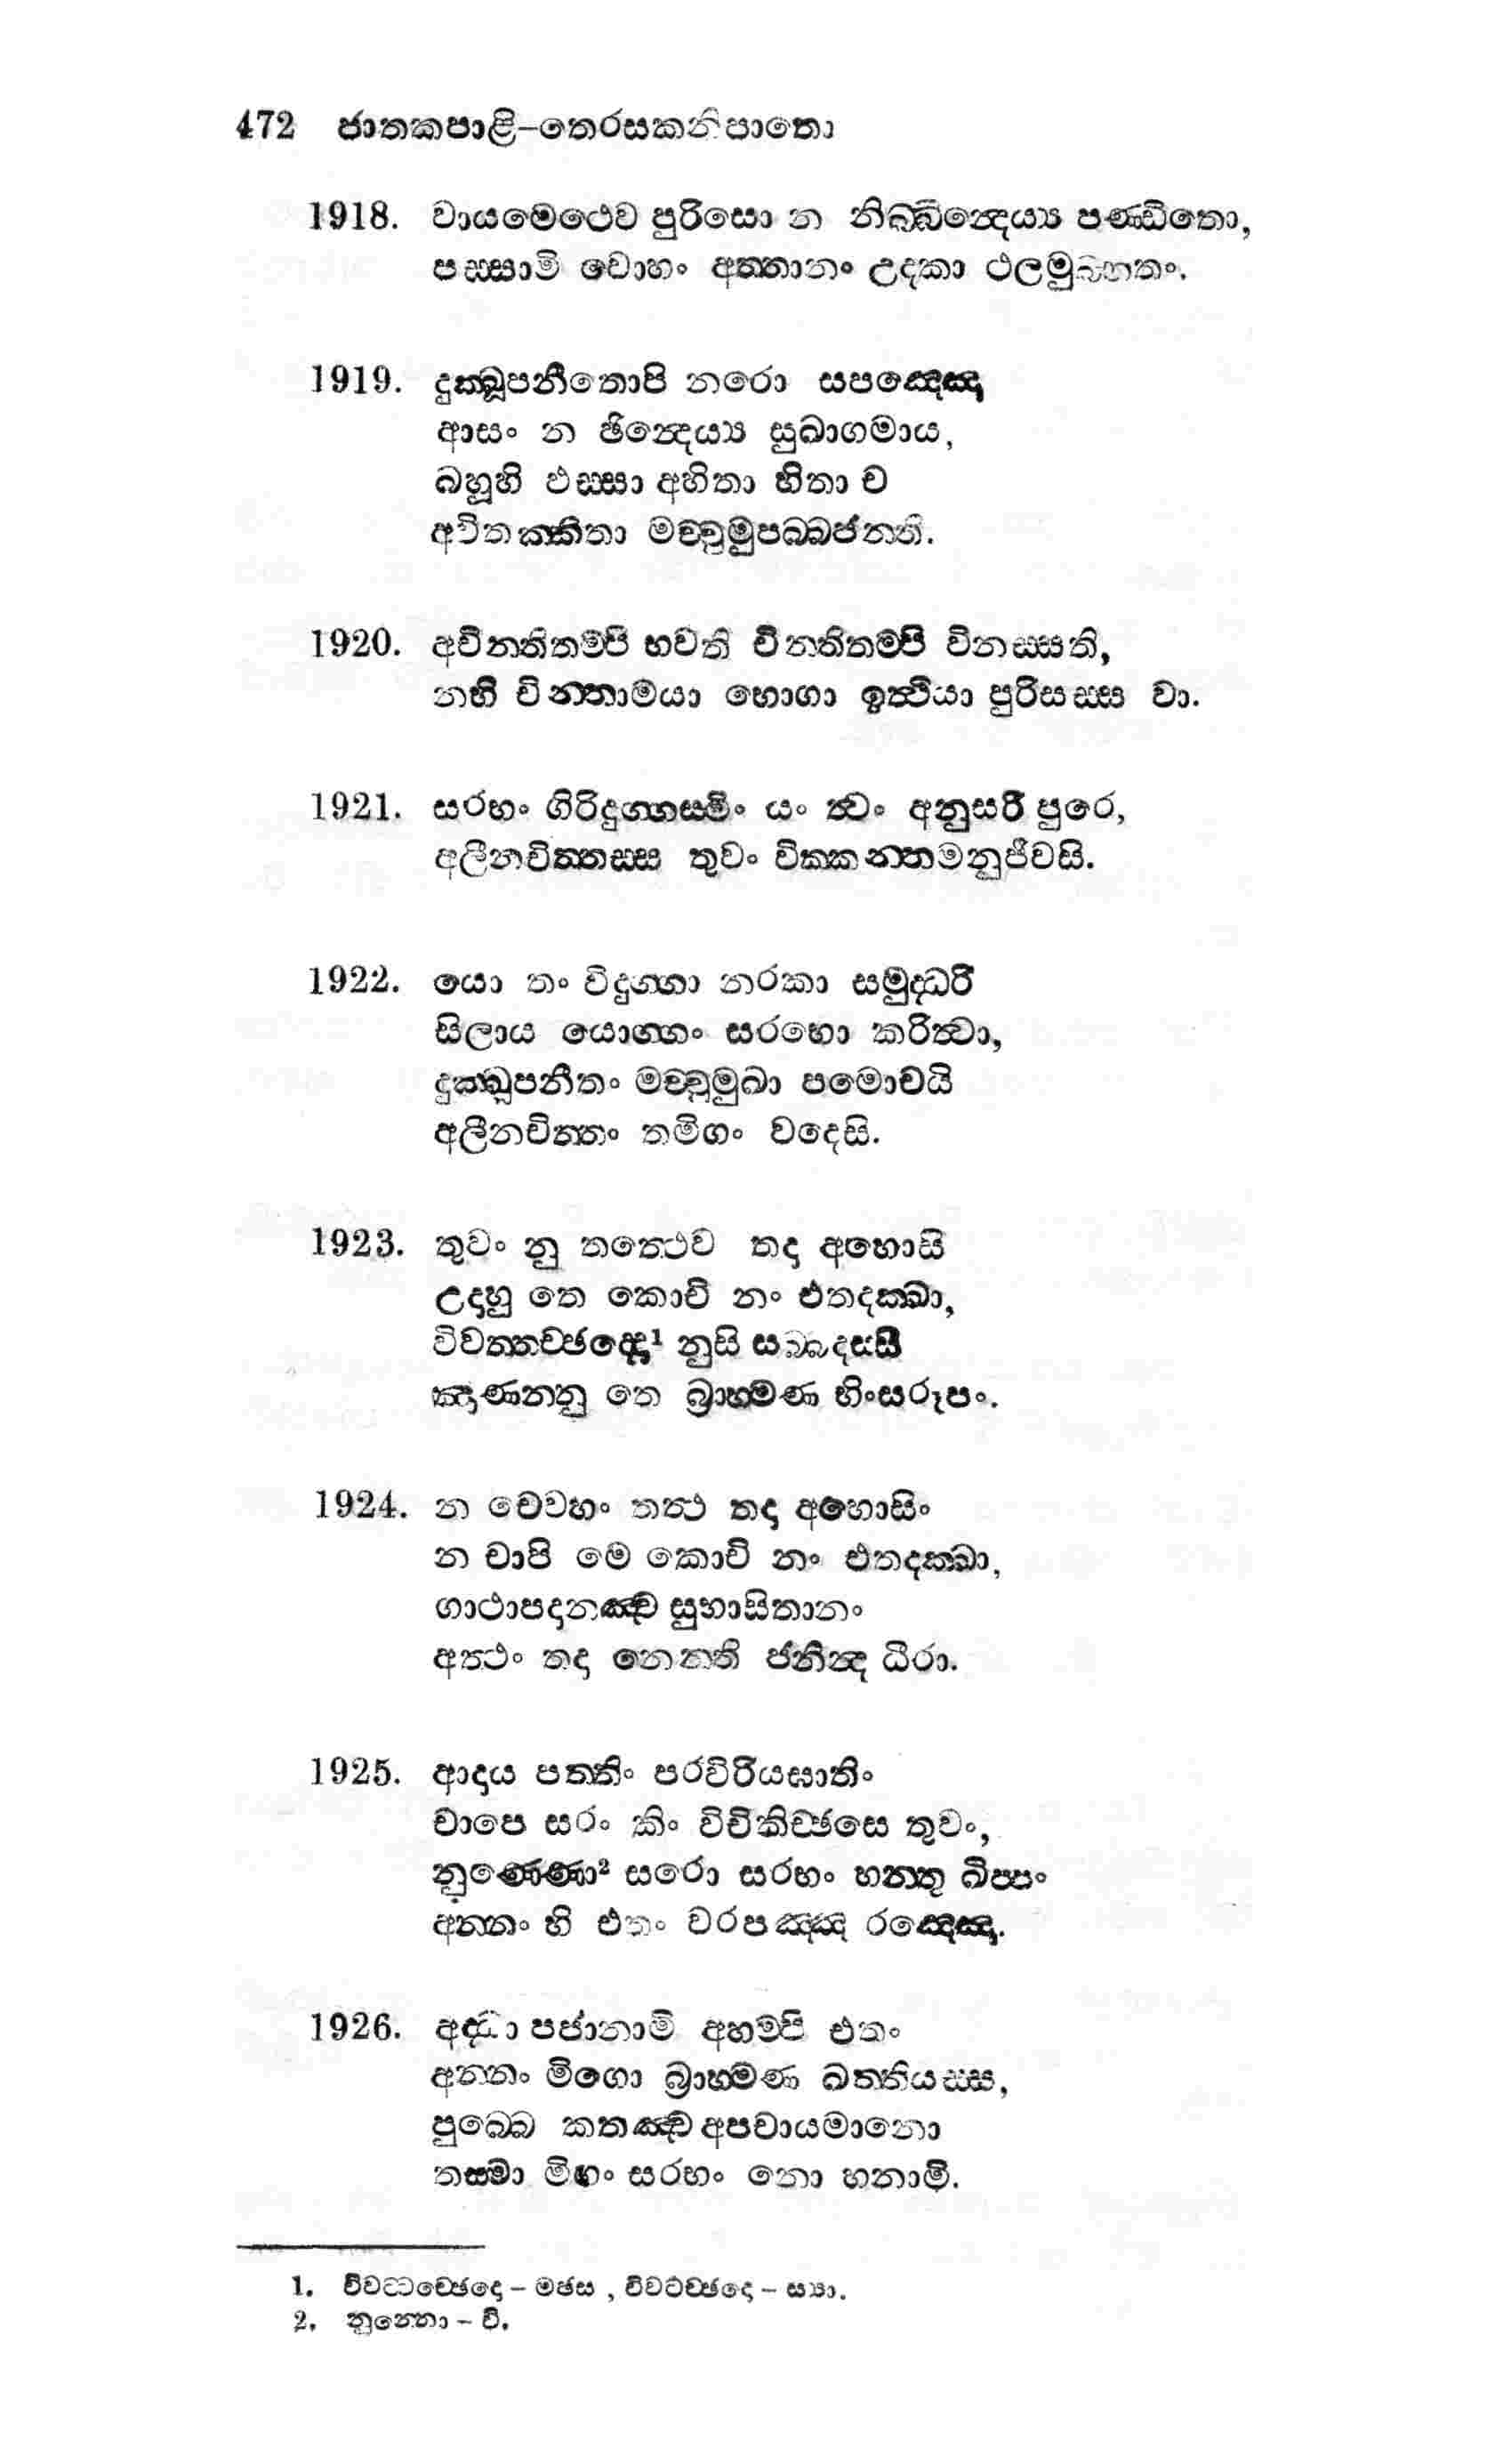 472 ජාතකපාළි–තෙරසකනිපාතො
1918. වායමෙථෙව පුරිසො න නිබ්බින්දෙය්‍ය පණ්ඩිතො,
පස්සාමි වොහං අත්තානං උදකා ථලමුබ්භතං.
1919. දුක්ඛූපනීතොපි නරො සපඤ්ඤො
ආසං න ඡින්දෙය්‍ය සුඛාගමාය,
බහූහි ඵස්සා අහිතා හිතා ච
අවිතක්කිතා මච්චුමුපබ්බජන්ති.
1920. අචින්තිතම්පි භවති චින්තිතම්පි විනස්සති,
නහි චින්තාමයා භොගා ඉත්ථියා පුරිසස්ස වා.
1921. සරභං ගිරිදුග්ගස්මිං යං ත්වං අනුසරී පුරෙ,
අලීනචිත්තස්ස තුවං වික්කන්තමනුජීවසි.
1922. යො තං විදුග්ගා නරකා සමුද්ධරී
සිලාය යොග්ගං සරභො කරිත්වා,
දුක්ඛූපනීතං මච්චුමුඛා පමොචයි
අලීනචිත්තං තමිගං වදෙසි.
1923. තුවං නු තත්ථෙව තදා අහොසි
උදාහු තෙ කොචි නං එතදක්ඛා,
විවත්තච්ඡද්දො¹ නුසි සබ්බදස්සී
ඤාණන්නු තෙ බ්‍රාහ්මණ භිංසරූපං.
1924. න චෙවහං තත්ථ තදා අහොසිං
න චාපි මෙ කොචි නං එතදක්ඛා,
ගාථාපදානඤ්ච සුභාසිතානං
අත්ථං තදා නෙන්ති ජනින්ද ධීරා.
1925. ආදාය පත්තිං පරවිරියඝාතිං
චාපෙ සරං කිං විචිකිච්ඡසෙ තුවං,
නුණ්ණො² සරො සරභං හන්තු ඛිප්පං
අන්නං හි එතං වරපඤ්ඤ රඤ්ඤො.
1926. අද්ධා පජානාමි අහම්පි එතං
අන්නං මිගො බ්‍රාහ්මණ ඛත්තියස්ස,
පුබ්බෙ කතඤ්ච අපචායමානො
තස්මා මිගං සරභං නො හනාමි.
1. විවට්ටච්ඡෙදො – මඡස , විවටච්ඡදො – ස්‍යා.
2. නුන්නො – වි.